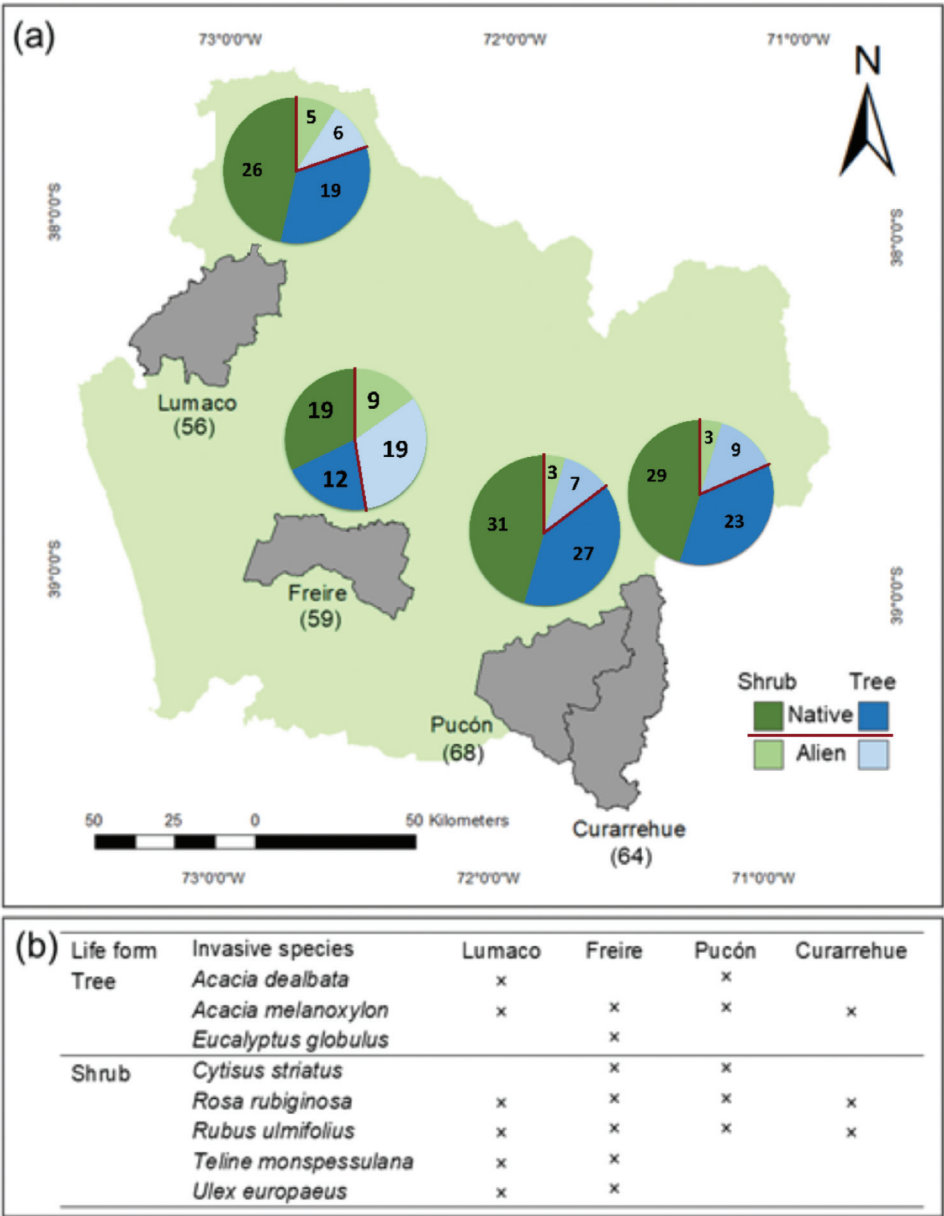 (a)
73°0'0"W 72°0'0"W 71°0'0"W
N
38°0'0"S
38°0'0"S
5
6
26
19
Lumaco
(56)
19
9
12
19
Freire
(59)
3
7
31
27
3
9
29
23
39°0'0"S
39°0'0"S
Pucón
(68)
Curarrehue
(64)
Shrub Tree
Native
Alien
50 25 0 50 Kilometers
73°0'0"W 72°0'0"W 71°0'0"W
(b)
Life form Invasive species Lumaco Freire Pucón Curarrehue
Tree Acacia dealbata × ×
Acacia melanoxylon × × × ×
Eucalyptus globulus ×
Shrub Cytisus striatus × ×
Rosa rubiginosa × × × ×
Rubus ulmifolius × × × ×
Teline monspessulana × ×
Ulex europaeus × ×